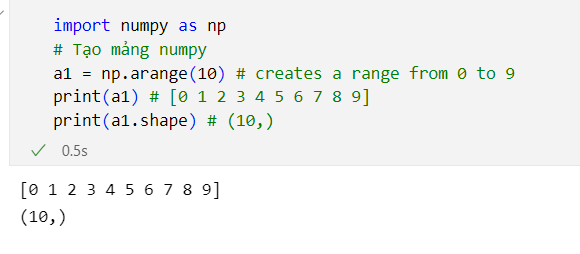 import numpy as np
# Tạo mảng numpy
a1 = np.arange(10) # creates a range from 0 to 9
print(a1) # [0 1 2 3 4 5 6 7 8 9]
print(a1.shape) # (10,)
0.5s
[0 1 2 3 4 5 6 7 8 9]
(10,)